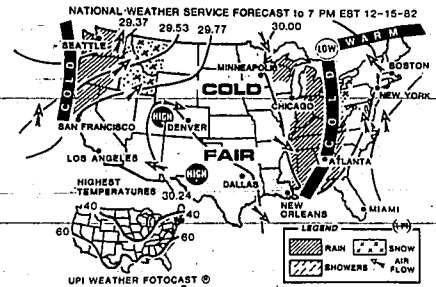 NATIONAL WEATHER SERVICE FORECAST to 7 PM EST 12-15-82
29.37
29.53
29.77
30.00
SEATTLE
LOW
WARM
COLD
MINNEAPOLIS
BOSTON
COLD
COLD
NEW YORK
CHICAGO
HIGH
DENVER
SAN FRANCISCO
FAIR
LOS ANGELES
ATLANTA
HIGH
DALLAS
HIGHEST
TEMPERATURES
30.24
NEW
ORLEANS
MIAMI
40
40
60
60
LEGEND
RAIN
SNOW
SHOWERS
AIR
FLOW
UPI WEATHER FOTOCAST ®